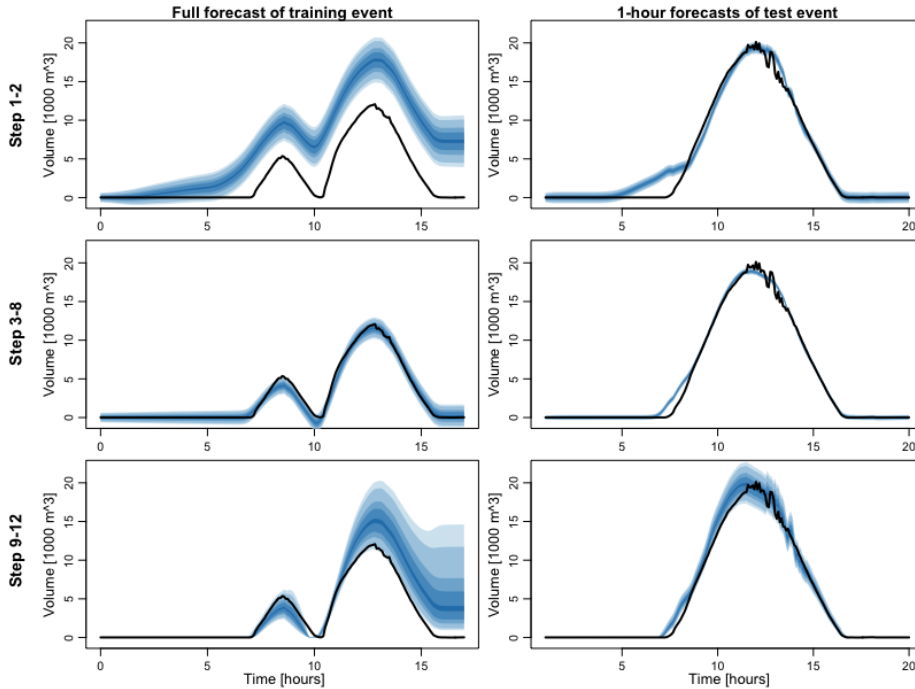 Full forecast of training event
1-hour forecasts of test event
Step 1-2
Volume [1000 m^3]
0 5 10 15 20
0 5 10 15
Volume [1000 m^3]
0 5 10 15 20
5 10 15 20
Step 3-8
Volume [1000 m^3]
0 5 10 15 20
0 5 10 15
Volume [1000 m^3]
0 5 10 15 20
5 10 15 20
Step 9-12
Volume [1000 m^3]
0 5 10 15 20
0 5 10 15
Time [hours]
Volume [1000 m^3]
0 5 10 15 20
5 10 15 20
Time [hours]